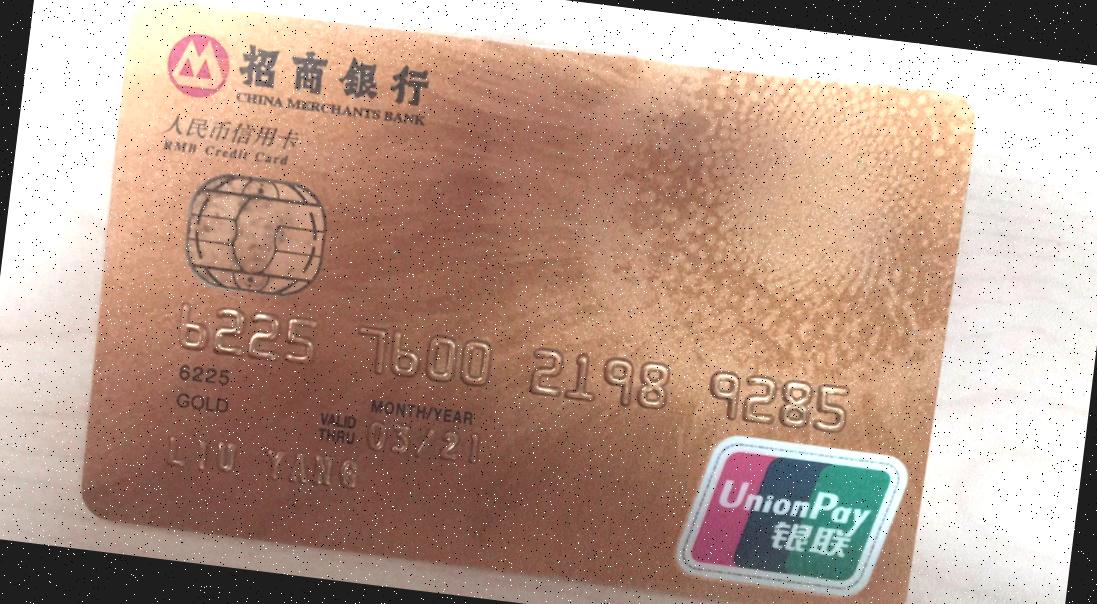 招商银行
CHINA MERCHANTS BANK
人民币信用卡
RMB Credit Card
6225 7600 2198 9285
6225
GOLD
MONTH/YEAR
VALID THRU 03/21
LIU YANG
UnionPay
银联